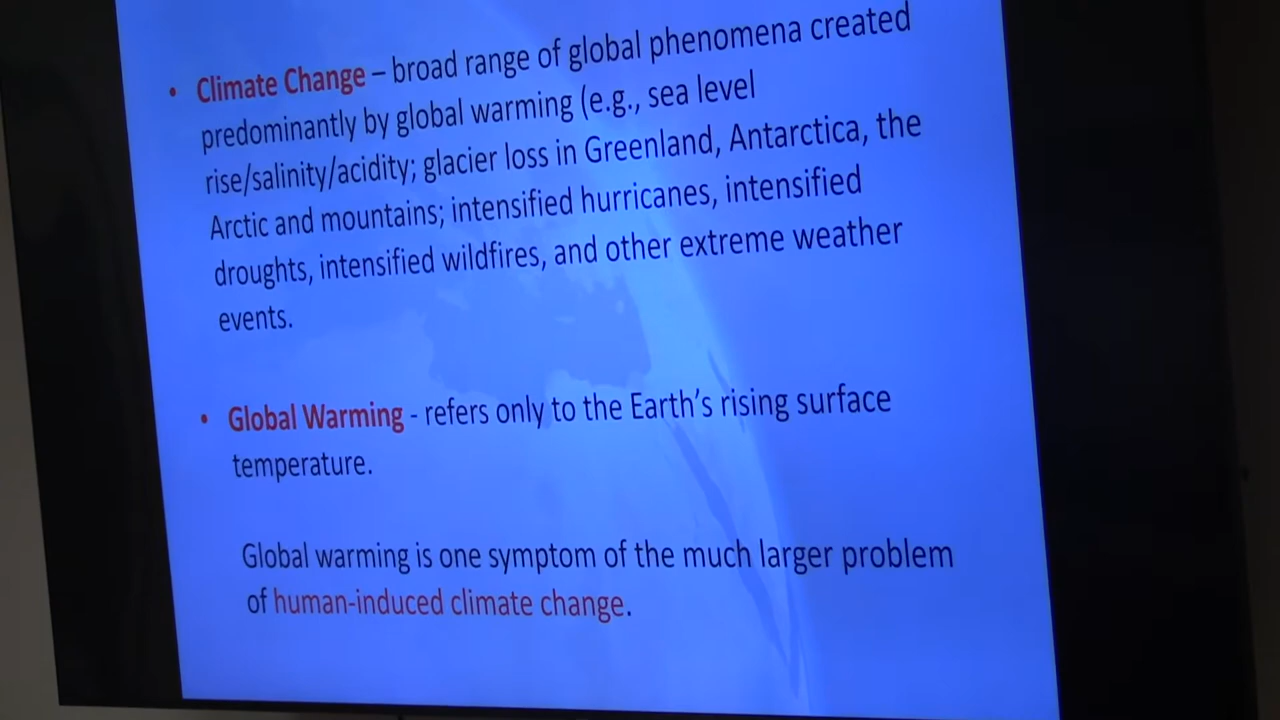 • Climate Change – broad range of global phenomena created
predominantly by global warming (e.g., sea level
rise/salinity/acidity; glacier loss in Greenland, Antarctica, the
Arctic and mountains; intensified hurricanes, intensified
droughts, intensified wildfires, and other extreme weather
events.
• Global Warming - refers only to the Earth's rising surface
temperature.
Global warming is one symptom of the much larger problem
of human-induced climate change.